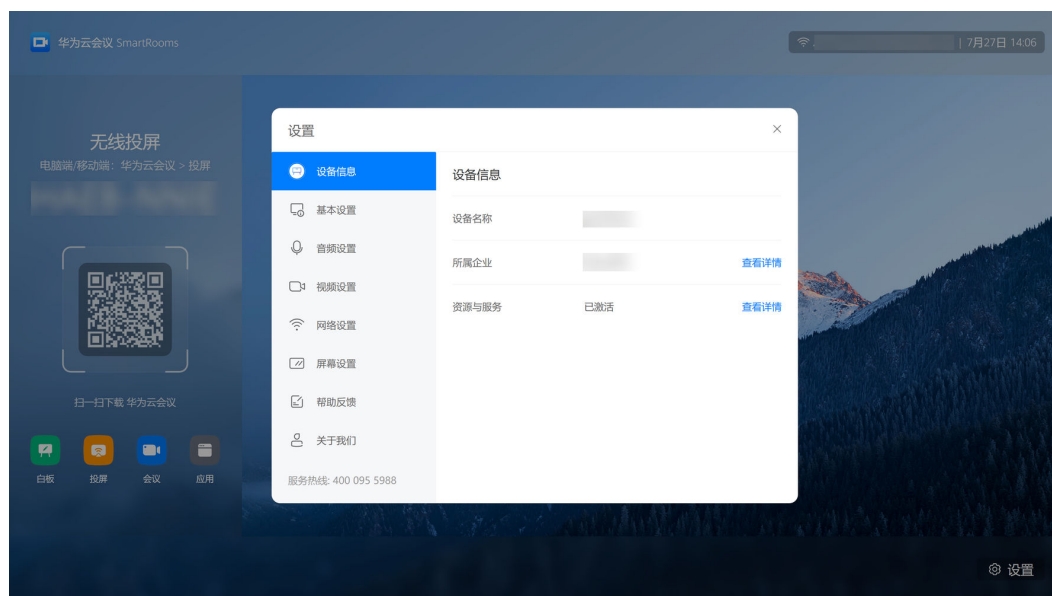 华为云会议 SmartRooms
| 7月27日 14:06
无线投屏
电脑端/移动端：华为云会议 > 投屏
扫一扫下载 华为云会议
白板 投屏 会议 应用
设置
设备信息
基本设置
音频设置
视频设置
网络设置
屏幕设置
帮助反馈
关于我们
服务热线: 400 095 5988
设备信息
设备名称
所属企业 查看详情
资源与服务 已激活 查看详情
设置